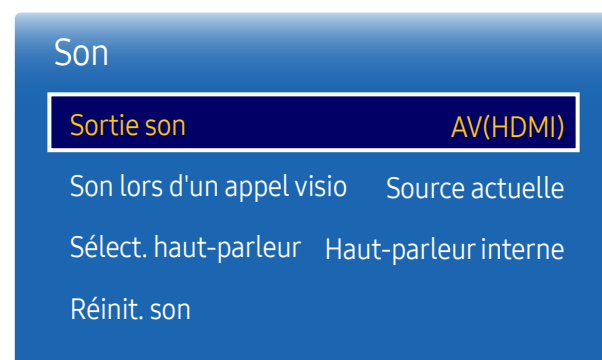 Son
Sortie son AV(HDMI)
Son lors d'un appel visio Source actuelle
Sélect. haut-parleur Haut-parleur interne
Réinit. son